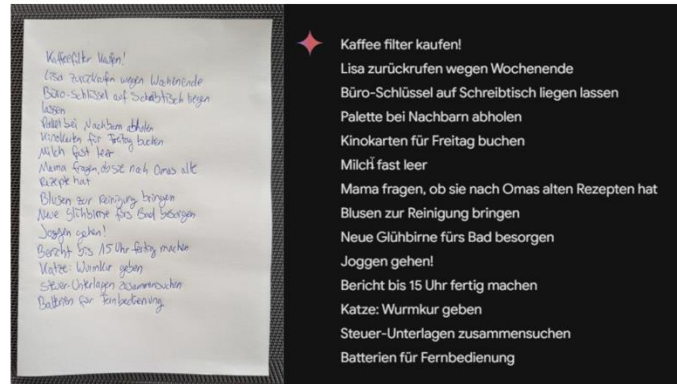 Kaffeefilter kaufen!
Lisa zurückrufen wegen Wochenende
Büro-Schlüssel auf Schreibtisch liegen
lassen
Paket bei Nachbarn abholen
Kinokarten für Freitag buchen
Milch fast leer
Mama fragen, ob sie noch Omas alte
Rezepte hat
Blusen zur Reinigung bringen
Neue Glühbirne fürs Bad besorgen
Joggen gehen!
Bericht bis 15 Uhr fertig machen
Katze: Wurmkur geben
Steuer-Unterlagen zusammensuchen
Batterien für Fernbedienung
Kaffee filter kaufen!
Lisa zurückrufen wegen Wochenende
Büro-Schlüssel auf Schreibtisch liegen lassen
Palette bei Nachbarn abholen
Kinokarten für Freitag buchen
Milch fast leer
Mama fragen, ob sie nach Omas alten Rezepten hat
Blusen zur Reinigung bringen
Neue Glühbirne fürs Bad besorgen
Joggen gehen!
Bericht bis 15 Uhr fertig machen
Katze: Wurmkur geben
Steuer-Unterlagen zusammensuchen
Batterien für Fernbedienung